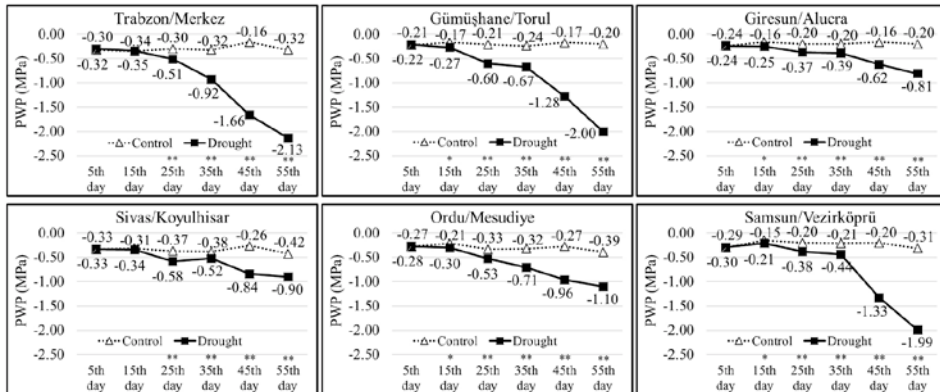 Trabzon/Merkez
PWP (MPa)
0.00
-0.50
-1.00
-1.50
-2.00
-2.50
-0.30 -0.34 -0.30 -0.32 -0.16 -0.32
-0.32 -0.35 -0.51 -0.92 -1.66 -2.13
Control Drought
** ** ** **
5th day 15th day 25th day 35th day 45th day 55th day
Gümüşhane/Torul
PWP (MPa)
0.00
-0.50
-1.00
-1.50
-2.00
-2.50
-0.21 -0.17 -0.21 -0.24 -0.17 -0.20
-0.22 -0.27 -0.60 -0.67 -1.28 -2.00
Control Drought
* ** ** ** **
5th day 15th day 25th day 35th day 45th day 55th day
Giresun/Alucra
PWP (MPa)
0.00
-0.50
-1.00
-1.50
-2.00
-2.50
-0.24 -0.16 -0.20 -0.20 -0.16 -0.20
-0.24 -0.25 -0.37 -0.39 -0.62 -0.81
Control Drought
* ** ** ** **
5th day 15th day 25th day 35th day 45th day 55th day
Sivas/Koyulhisar
PWP (MPa)
0.00
-0.50
-1.00
-1.50
-2.00
-2.50
-0.33 -0.31 -0.37 -0.38 -0.26 -0.42
-0.33 -0.34 -0.58 -0.52 -0.84 -0.90
Control Drought
** ** ** **
5th day 15th day 25th day 35th day 45th day 55th day
Ordu/Mesudiye
PWP (MPa)
0.00
-0.50
-1.00
-1.50
-2.00
-2.50
-0.27 -0.21 -0.33 -0.32 -0.27 -0.39
-0.28 -0.30 -0.53 -0.71 -0.96 -1.10
Control Drought
* ** ** ** **
5th day 15th day 25th day 35th day 45th day 55th day
Samsun/Vezirköprü
PWP (MPa)
0.00
-0.50
-1.00
-1.50
-2.00
-2.50
-0.29 -0.15 -0.20 -0.21 -0.20 -0.31
-0.30 -0.21 -0.38 -0.44 -1.33 -1.99
Control Drought
* ** ** ** **
5th day 15th day 25th day 35th day 45th day 55th day